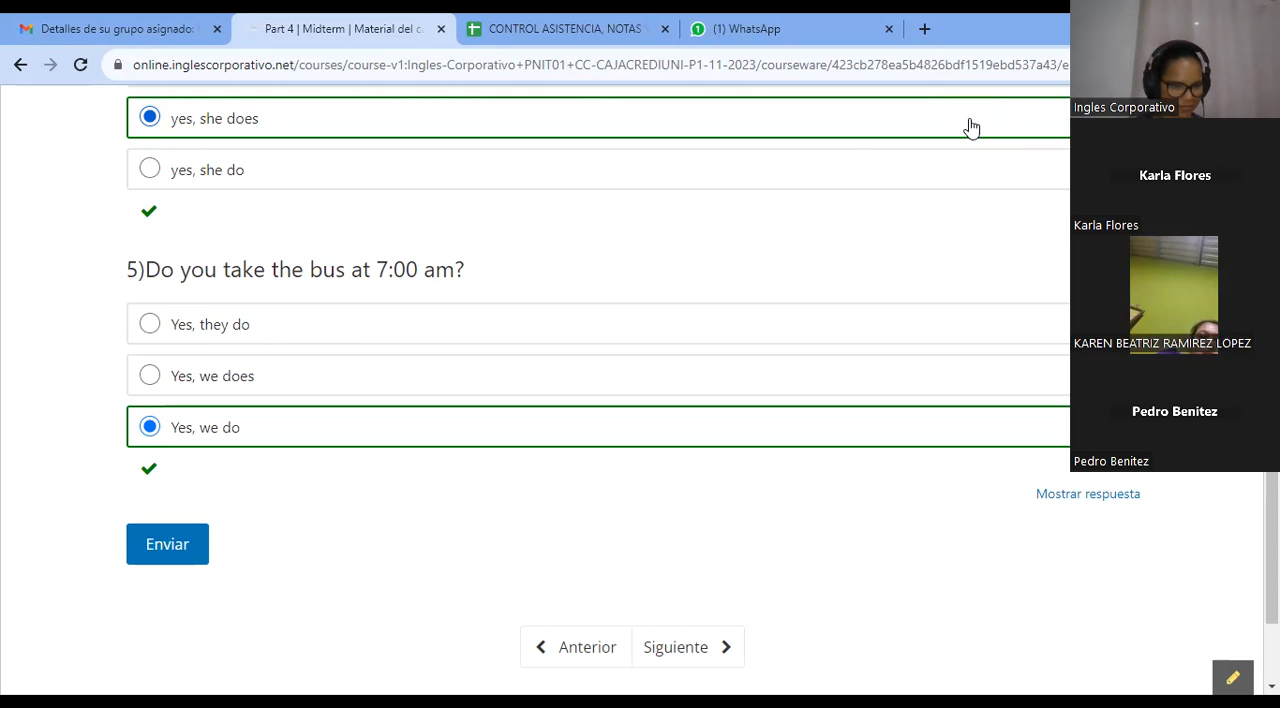 Detalles de su grupo asignado:
Part 4 | Midterm | Material del c
CONTROL ASISTENCIA, NOTAS
(1) WhatsApp
online.inglescorporativo.net/courses/course-v1:Ingles-Corporativo+PNIT01+CC-CAJACREDIUNI-P1-11-2023/courseware/423cb278ea5b4826bdf1519ebd537a43/e
Ingles Corporativo
yes, she does
yes, she do
Karla Flores
Karla Flores
5)Do you take the bus at 7:00 am?
Yes, they do
KAREN BEATRIZ RAMIREZ LOPEZ
Yes, we does
Pedro Benitez
Yes, we do
Pedro Benitez
Mostrar respuesta
Enviar
Anterior
Siguiente